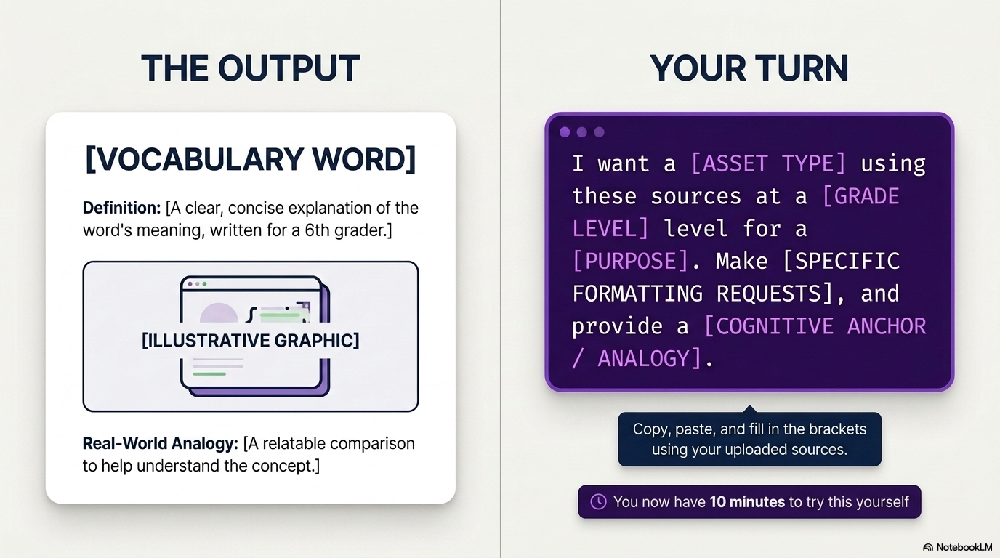 THE OUTPUT
[VOCABULARY WORD]
Definition: [A clear, concise explanation of the
word's meaning, written for a 6th grader.]
[ILLUSTRATIVE GRAPHIC]
Real-World Analogy: [A relatable comparison
to help understand the concept.]
YOUR TURN
I want a [ASSET TYPE] using
these sources at a [GRADE
LEVEL] level for a
[PURPOSE]. Make [SPECIFIC
FORMATTING REQUESTS], and
provide a [COGNITIVE ANCHOR
/ ANALOGY].
Copy, paste, and fill in the brackets
using your uploaded sources.
You now have 10 minutes to try this yourself
NotebookLM